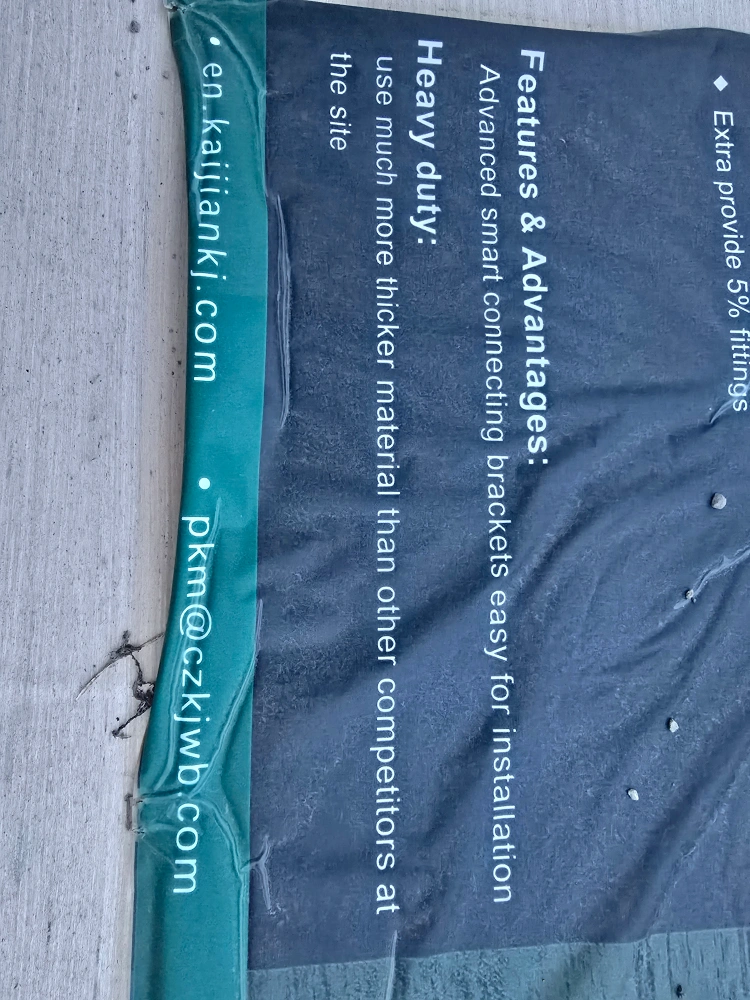 ◆ Extra provide 5% fittings
Features & Advantages:
Advanced smart connecting brackets easy for installation
Heavy duty:
use much more thicker material than other competitors at
the site
• en.kaijiankj.com • pkm@czkjwb.com